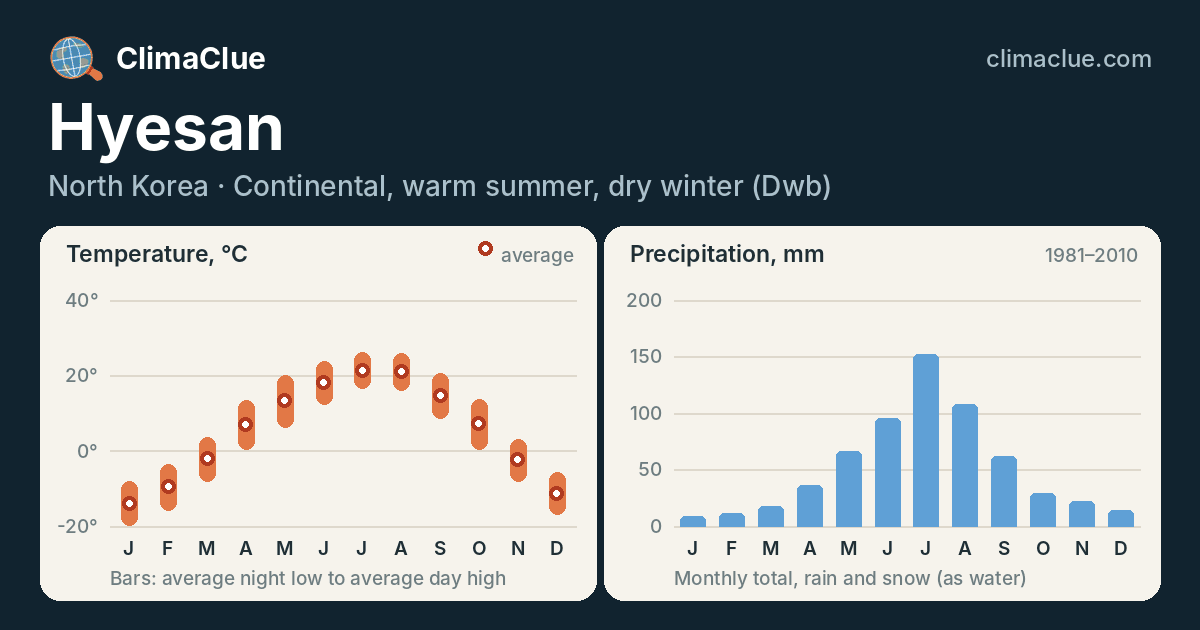 ClimaClue
climaclue.com
Hyesan
North Korea · Continental, warm summer, dry winter (Dwb)
Temperature, °C
average
40°
20°
0°
-20°
J F M A M J J A S O N D
Bars: average night low to average day high
Precipitation, mm
1981–2010
200
150
100
50
0
J F M A M J J A S O N D
Monthly total, rain and snow (as water)